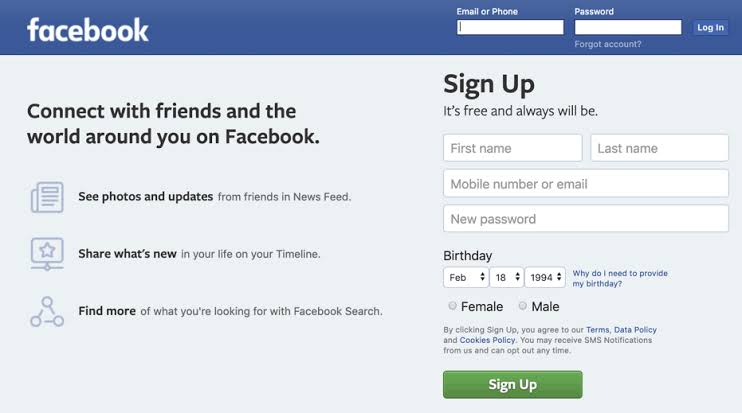 facebook
Email or Phone
Password
Log In
Forgot account?
Connect with friends and the
world around you on Facebook.
See photos and updates from friends in News Feed.
Share what's new in your life on your Timeline.
Find more of what you're looking for with Facebook Search.
Sign Up
It's free and always will be.
First name Last name
Mobile number or email
New password
Birthday
Feb 18 1994 Why do I need to provide
my birthday?
Female Male
By clicking Sign Up, you agree to our Terms, Data Policy
and Cookies Policy. You may receive SMS Notifications
from us and can opt out any time.
Sign Up